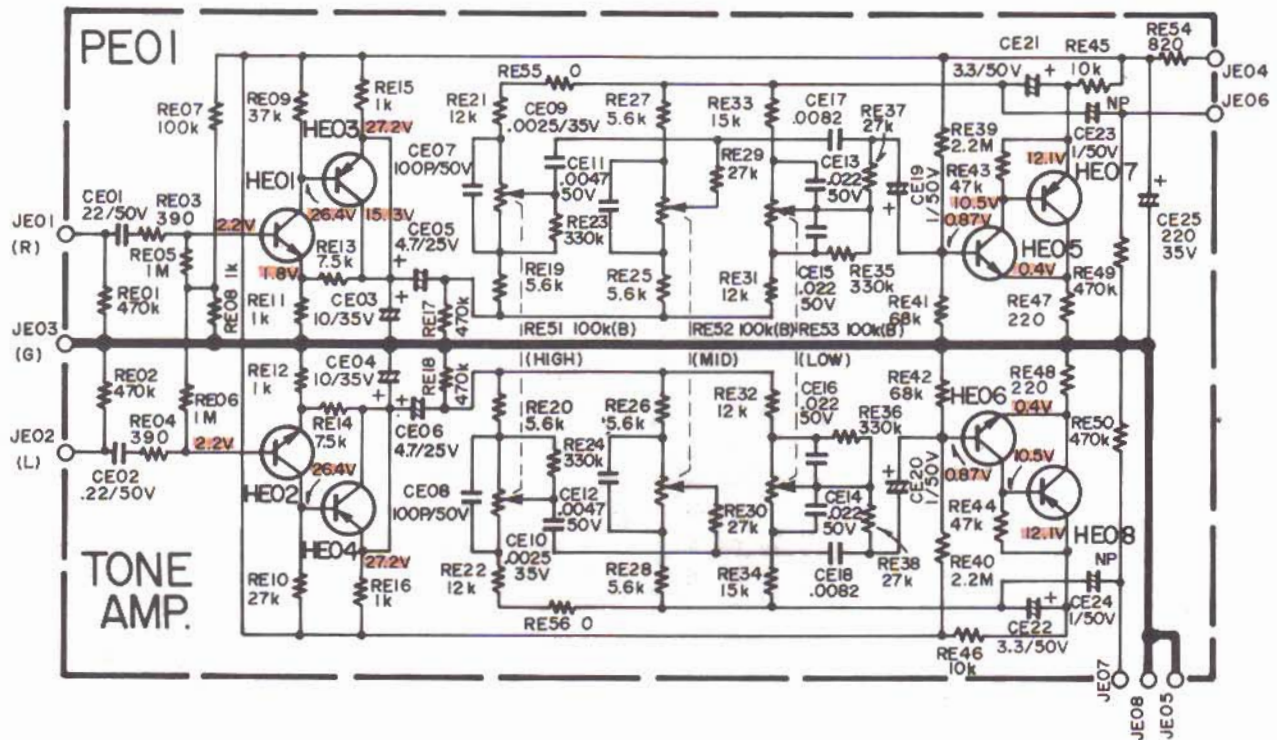 PE01
RE54
820
JE04
JE06
CE21
3.3/50V +
RE45
10k
NP
RE07
100k
RE09
37k
RE15
1k
HE03
27.2V
HE01
26.4V
15.3V
RE55 0
RE21
12k
CE09
.0025/35V
CE07
100P/50V
CE11
.0047
50V
RE23
330k
RE19
5.6k
RE27
5.6k
RE29
27k
RE25
5.6k
RE33
15k
CE17
.0082
RE37
27k
CE13
.022
50V
CE15
.022
50V
RE35
330k
RE31
12k
CE19
1/50V
+
RE39
2.2M
RE43
47k
12.1V
10.5V
0.87V
CE23
1/50V
HE07
HE05
0.4V
RE47
220
RE41
68k
RE49
470k
+
CE25
220
35V
JE01
(R)
CE01
.22/50V
RE03
390
RE05
1M
RE01
470k
RE08 1k
2.2V
1.8V
RE13
7.5k
RE11
1k
CE05
4.7/25V
+
CE03
10/35V
+
RE17
470k
RE51 100k(B)
RE52 100k(B)
RE53 100k(B)
JE03
(G)
(HIGH)
(MID)
(LOW)
RE02
470k
RE04
390
RE06
1M
JE02
(L)
CE02
.22/50V
2.2V
RE12
1k
CE04
10/35V
+
RE18
470k
RE14
7.5k
+
CE06
4.7/25V
26.4V
HE02
HE04
27.2V
RE10
27k
RE16
1k
RE20
5.6k
RE24
330k
CE08
100P/50V
CE12
.0047
50V
CE10
.0025
35V
RE22
12k
RE56 0
RE26
5.6k
RE30
27k
RE28
5.6k
RE32
12k
CE16
.022
50V
RE36
330k
CE14
.022
50V
RE34
15k
CE18
.0082
RE38
27k
CE20
1/50V
+
RE42
68k
HE06
RE48
220
0.4V
RE50
470k
0.87V
10.5V
RE44
47k
12.1V
HE08
RE40
2.2M
NP
CE24
1/50V
+
CE22
3.3/50V
RE46
10k
TONE
AMP.
JE07
JE08
JE05